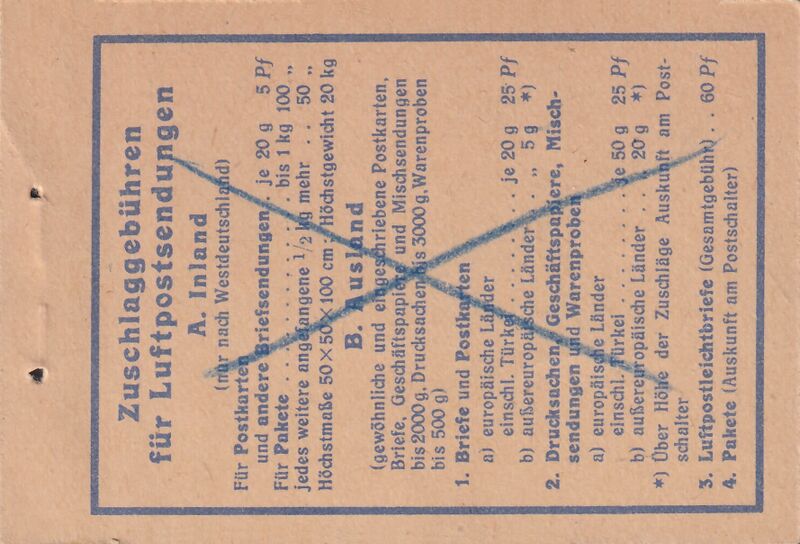 Zuschlaggebühren
für Luftpostsendungen
A. Inland
(nur nach Westdeutschland)
Für Postkarten
und andere Briefsendungen . je 20 g 5 Pf
Für Pakete . . . . . . . . . . . bis 1 kg 100 „
jedes weitere angefangene 1/2 kg mehr . . 50 „
Höchstmaße 50×50×100 cm . Höchstgewicht 20 kg
B. Ausland
(gewöhnliche und eingeschriebene Postkarten,
Briefe, Geschäftspapiere und Mischsendungen
bis 2000 g, Drucksachen bis 3000 g, Warenproben
bis 500 g)
1. Briefe und Postkarten
a) europäische Länder
einschl. Türkei . . . . . . . . . je 20 g 25 Pf
b) außereuropäische Länder . . „ 5 g *)
2. Drucksachen, Geschäftspapiere, Misch-
sendungen und Warenproben
a) europäische Länder
einschl. Türkei . . . . . . . . . je 50 g 25 Pf
b) außereuropäische Länder . . . . 20 g *)
*) Über Höhe der Zuschläge Auskunft am Post-
schalter
3. Luftpostleichtbriefe (Gesamtgebühr) . . 60 Pf
4. Pakete (Auskunft am Postschalter)